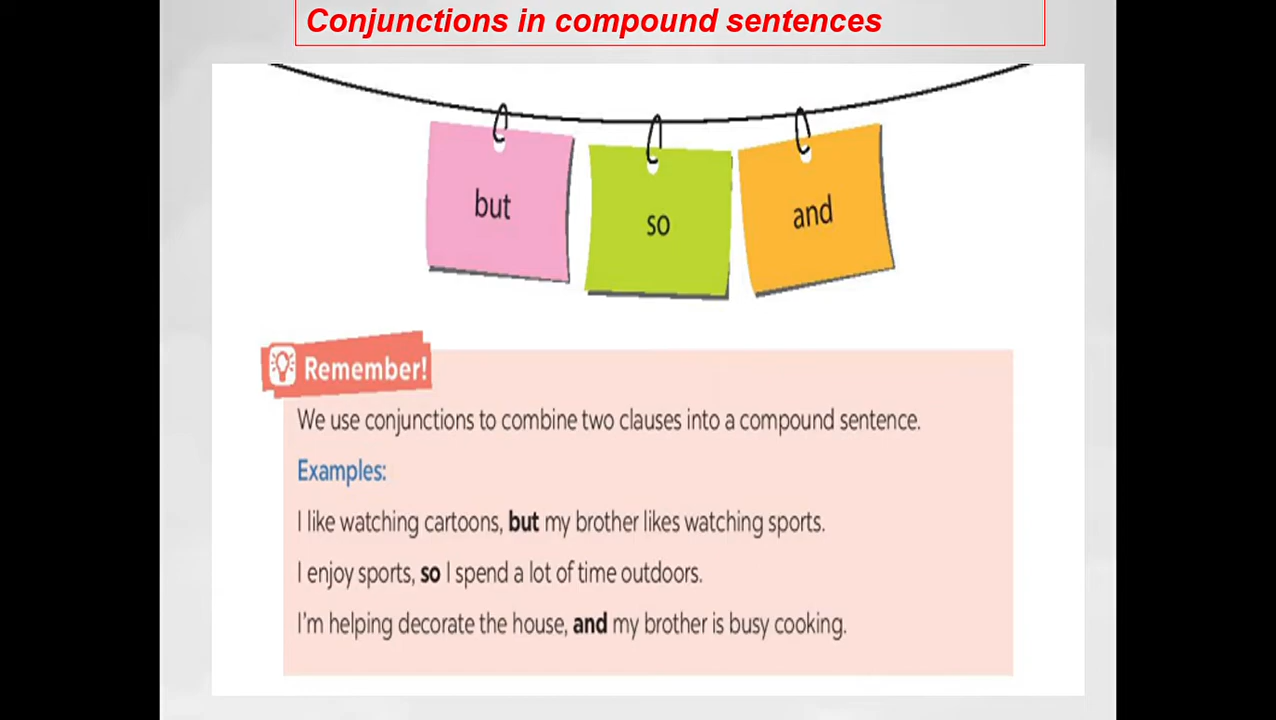 Conjunctions in compound sentences
but
so
and
Remember!
We use conjunctions to combine two clauses into a compound sentence.
Examples:
I like watching cartoons, but my brother likes watching sports.
I enjoy sports, so I spend a lot of time outdoors.
I'm helping decorate the house, and my brother is busy cooking.